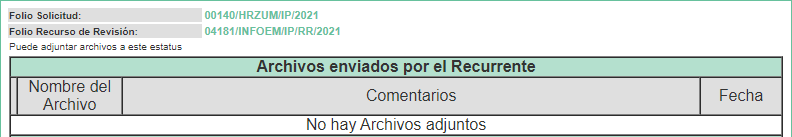 Folio Solicitud: 00140/HRZUM/IP/2021
Folio Recurso de Revisión: 04181/INFOEM/IP/RR/2021
Puede adjuntar archivos a este estatus
Archivos enviados por el Recurrente
Nombre del Archivo Comentarios Fecha
No hay Archivos adjuntos